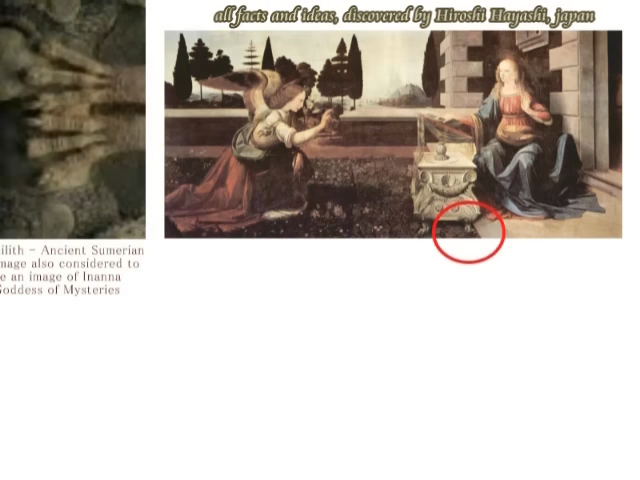 all facts and ideas, discovered by Hiroshi Hayashi, japan
ilith - Ancient Sumerian
mage also considered to
e an image of Inanna
Goddess of Mysteries